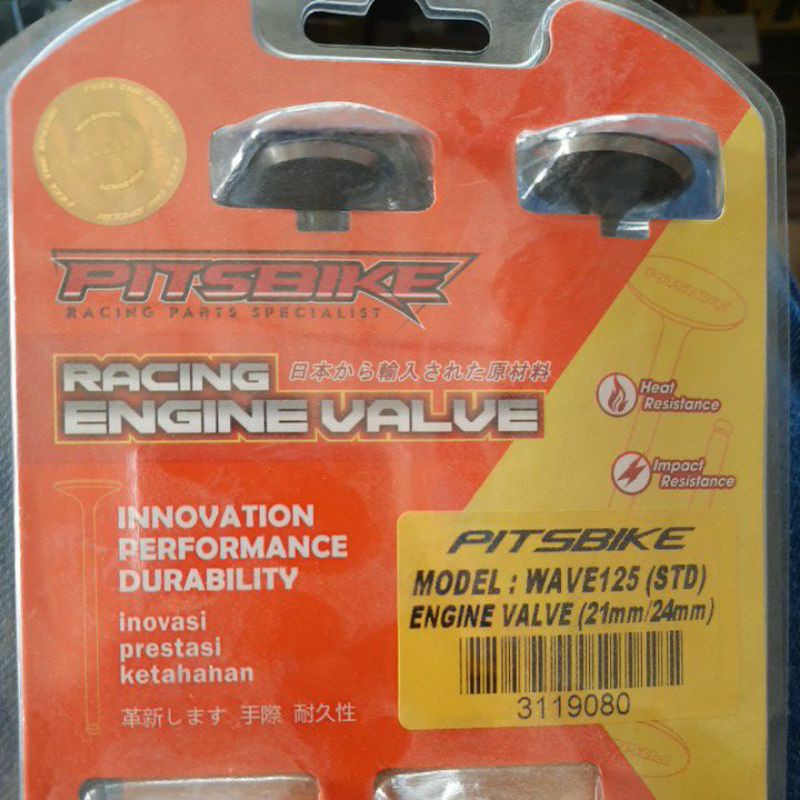 PITSBIKE
RACING PARTS SPECIALIST
RACING
日本から輸入された原材料
ENGINE VALVE
PITSBIKE
Heat
Resistance
Impact
Resistance
INNOVATION
PERFORMANCE
DURABILITY
inovasi
prestasi
ketahanan
革新します 手際 耐久性
PITSBIKE
MODEL : WAVE125 (STD)
ENGINE VALVE (21mm/24mm)
3119080